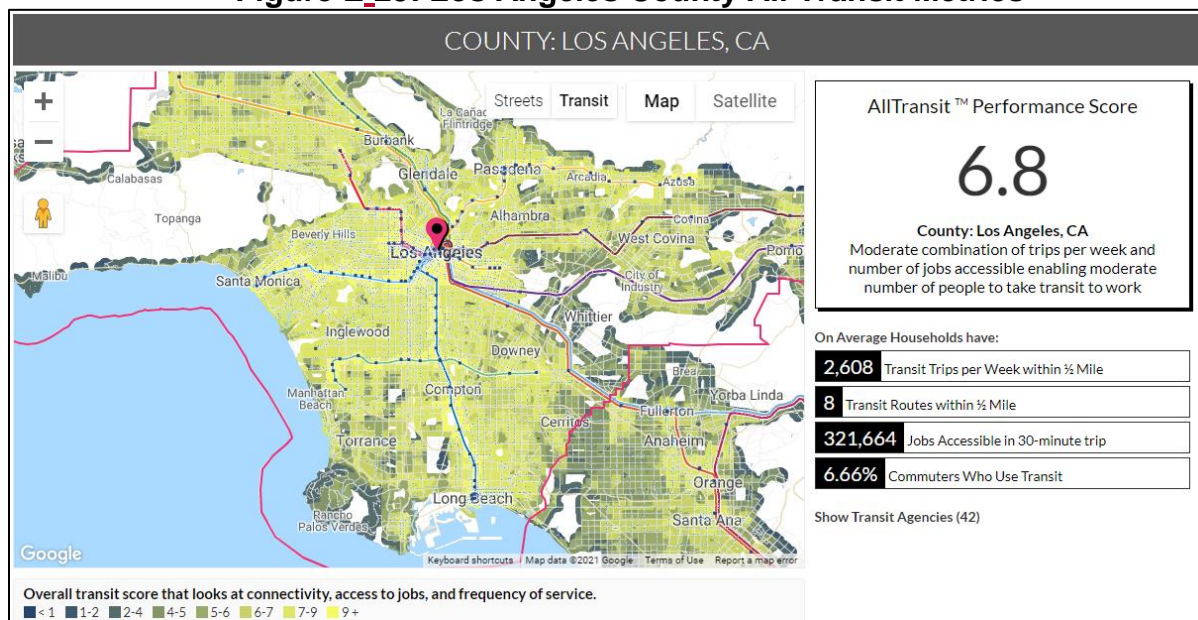 COUNTY: LOS ANGELES, CA
Streets Transit Map Satellite
La Cañada
Flintridge
Burbank
Glendale
Pasadena
Arcadia
Azusa
Calabasas
Topanga
Alhambra
Covina
Beverly Hills
West Covina
Los Angeles
Malibu
Santa Monica
City of
Industry
Whittier
Inglewood
Downey
Brea
Manhattan
Beach
Compton
Yorba Linda
Fullerton
Cerritos
Torrance
Anaheim
Orange
Long Beach
Rancho
Palos Verdes
Santa Ana
Google
Keyboard shortcuts Map data ©2021 Google Terms of Use Report a map error
Overall transit score that looks at connectivity, access to jobs, and frequency of service.
< 1 1-2 2-4 4-5 5-6 6-7 7-9 9 +
AllTransit ™ Performance Score
6.8
County: Los Angeles, CA
Moderate combination of trips per week and
number of jobs accessible enabling moderate
number of people to take transit to work
On Average Households have:
2,608 Transit Trips per Week within ½ Mile
8 Transit Routes within ½ Mile
321,664 Jobs Accessible in 30-minute trip
6.66% Commuters Who Use Transit
Show Transit Agencies (42)